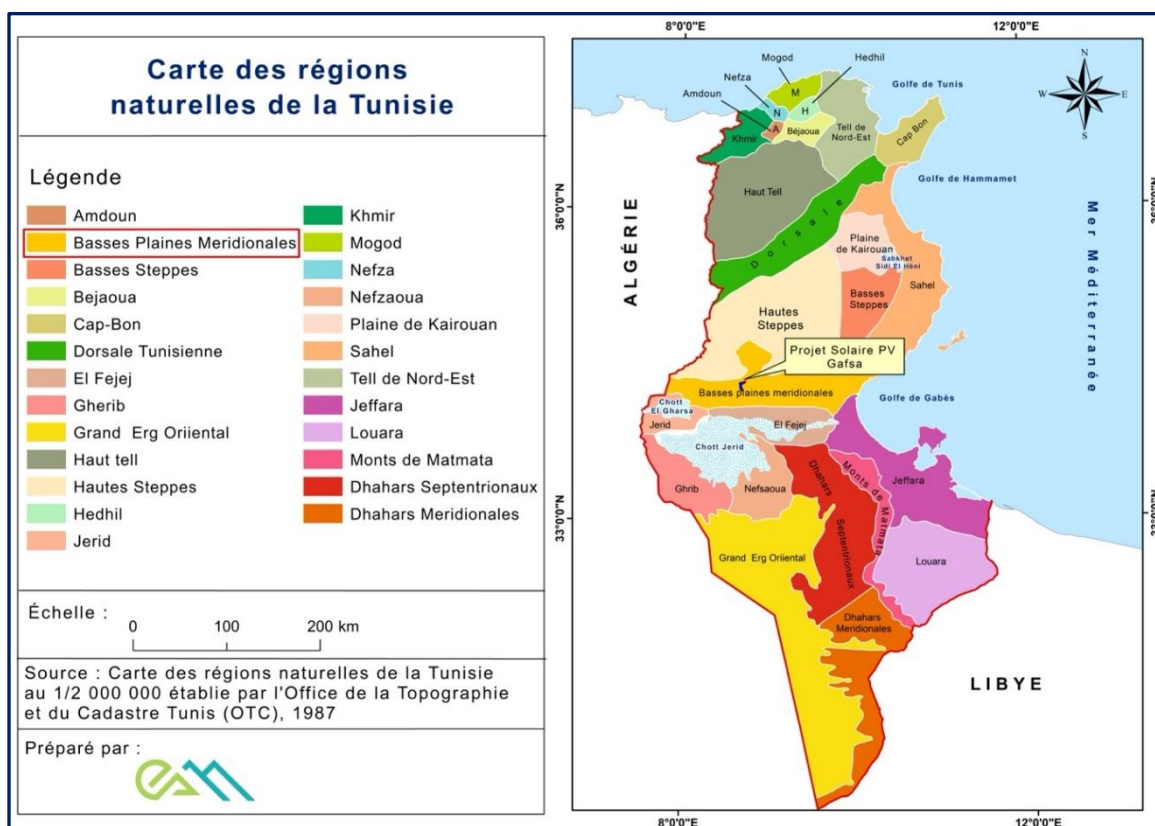 Carte des régions
naturelles de la Tunisie
Légende
Amdoun
Basses Plaines Meridionales
Basses Steppes
Bejaoua
Cap-Bon
Dorsale Tunisienne
El Fejej
Gherib
Grand Erg Oriiental
Haut tell
Hautes Steppes
Hedhil
Jerid
Khmir
Mogod
Nefza
Nefzaoua
Plaine de Kairouan
Sahel
Tell de Nord-Est
Jeffara
Louara
Monts de Matmata
Dhahars Septentrionaux
Dhahars Meridionales
Échelle :
0 100 200 km
Source : Carte des régions naturelles de la Tunisie
au 1/2 000 000 établie par l'Office de la Topographie
et du Cadastre Tunis (OTC), 1987
Préparé par :
8°0'0"E 12°0'0"E
Mogod
Hedhil
Nefza
Amdoun
Golfe de Tunis
N
W E
S
M
N
H
A
Khmir
Béjaoua
Tell de
Nord-Est
Cap Bon
Golfe de Hammamet
Haut Tell
36°0'0"N
Dorsale
ALGÉRIE
Plaine
de Kairouan
Sabkhet
Sidi El Héni
Sahel
Basses
Steppes
Hautes
Steppes
Mer Méditerranée
Projet Solaire PV
Gafsa
Basses plaines meridionales
Golfe de Gabès
Chott
El Gharsa
Jerid
El Fejej
Chott Jerid
Ghrib
Nefsaoua
Dhahars
Septentrionaux
Monts de Matmata
Jeffara
33°0'0"N
Grand Erg Oriiental
Louara
Dhahars
Meridionales
LIBYE
8°0'0"E 12°0'0"E